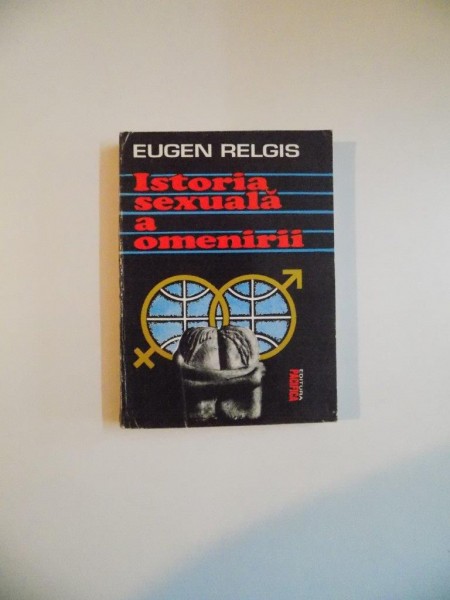 EUGEN RELGIS
Istoria
sexuală
a
omenirii
EDITURA
PACIFICA